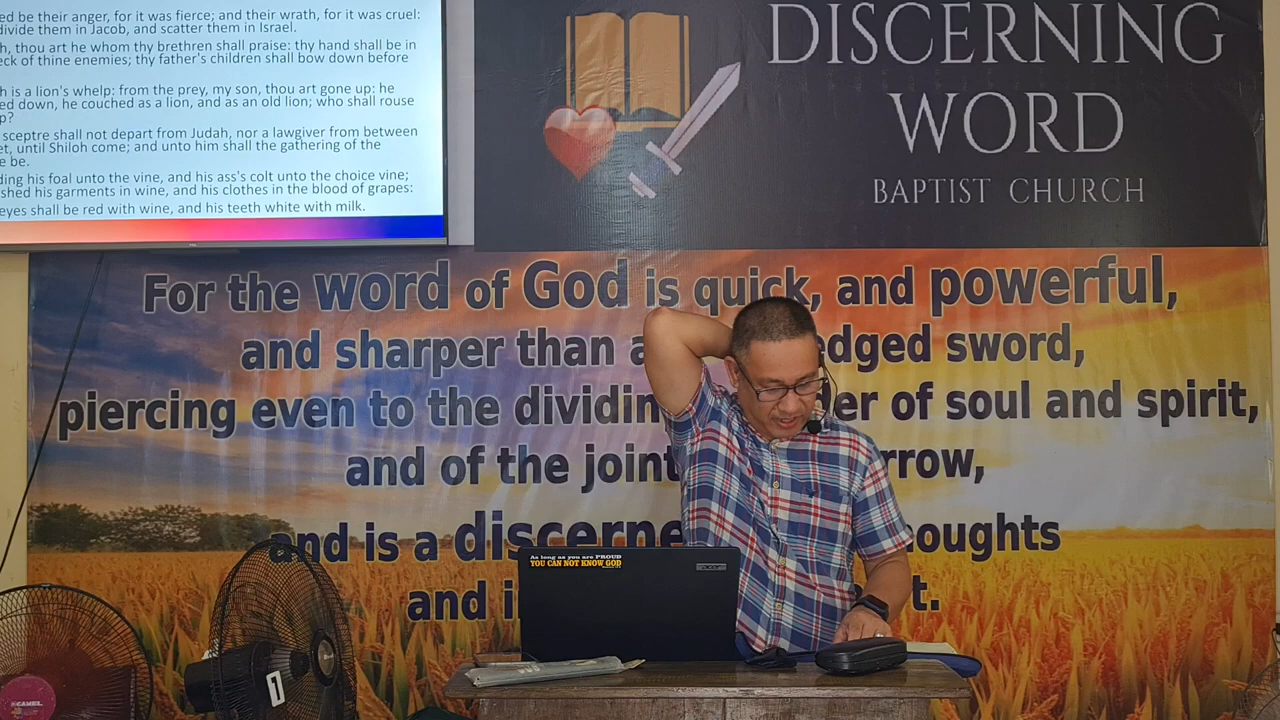 ed be their anger, for it was fierce; and their wrath, for it was cruel:
divide them in Jacob, and scatter them in Israel.
h, thou art he whom thy brethren shall praise: thy hand shall be in
eck of thine enemies; thy father's children shall bow down before
h is a lion's whelp: from the prey, my son, thou art gone up: he
ed down, he couched as a lion, and as an old lion; who shall rouse
p?
sceptre shall not depart from Judah, nor a lawgiver from between
et, until Shiloh come; and unto him shall the gathering of the
e be.
ding his foal unto the vine, and his ass's colt unto the choice vine;
shed his garments in wine, and his clothes in the blood of grapes:
eyes shall be red with wine, and his teeth white with milk.
DISCERNING
WORD
BAPTIST CHURCH
For the word of God is quick, and powerful,
and sharper than a edged sword,
piercing even to the dividin der of soul and spirit,
and of the joint rrow,
and is a discerne houghts
and i t.
As long as you are PROUD
YOU CAN NOT KNOW GOD
CAMEL
1